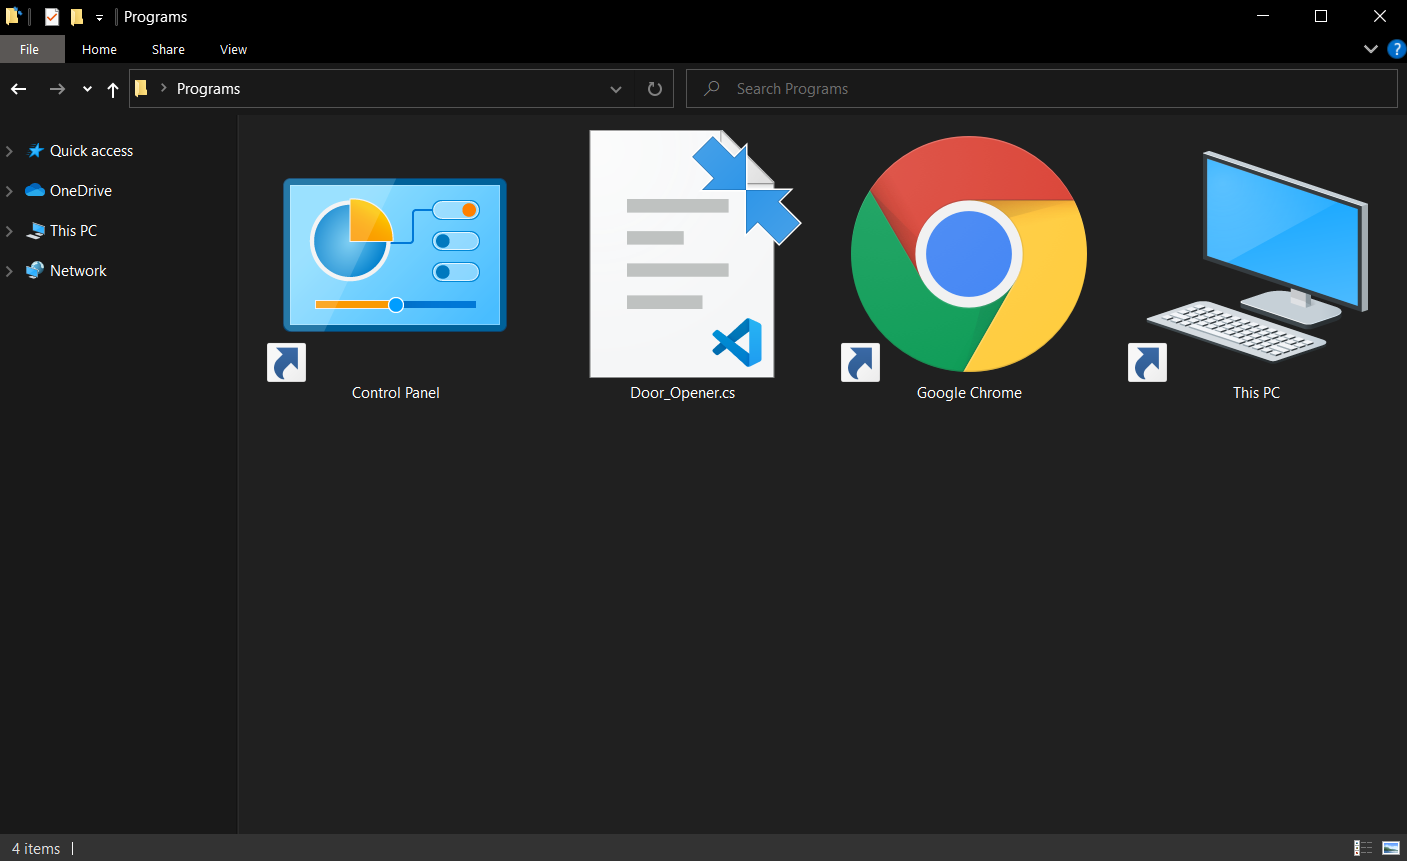 Programs
File Home Share View
?
Programs Search Programs
Quick access
OneDrive
This PC
Network
Control Panel Door_Opener.cs Google Chrome This PC
4 items